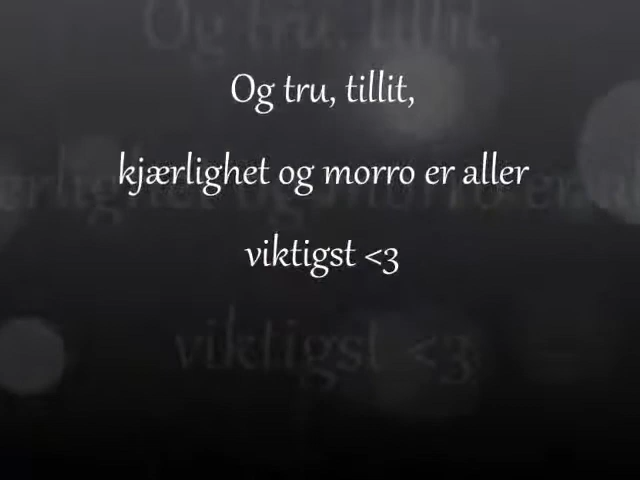 Og tru, tillit,
kjærlighet og morro er aller
viktigst <3